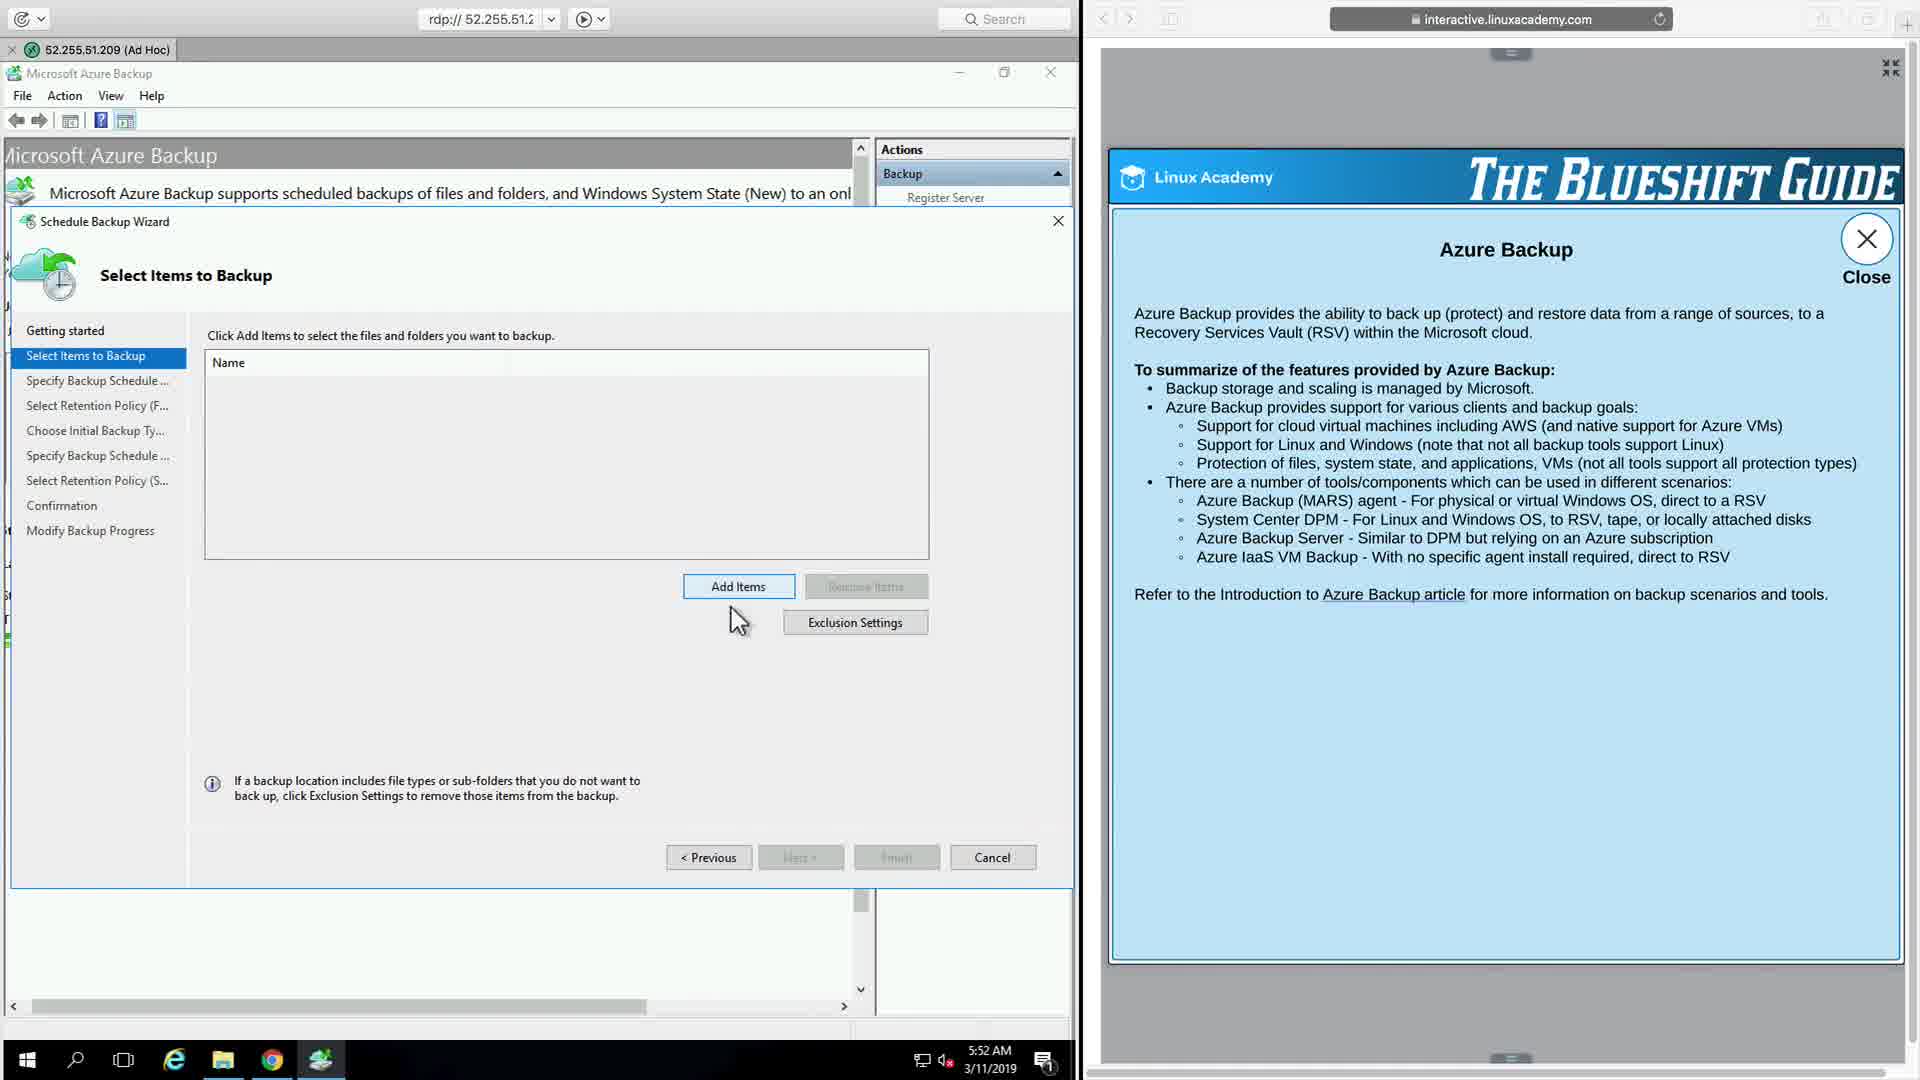 rdp:// 52.255.51.2
Search
52.255.51.209 (Ad Hoc)
Microsoft Azure Backup
File Action View Help
Microsoft Azure Backup
Microsoft Azure Backup supports scheduled backups of files and folders, and Windows System State (New) to an onl
Actions
Backup
Register Server
Schedule Backup Wizard
Select Items to Backup
Getting started
Select Items to Backup
Specify Backup Schedule ...
Select Retention Policy (F...
Choose Initial Backup Ty...
Specify Backup Schedule ...
Select Retention Policy (S...
Confirmation
Modify Backup Progress
Click Add Items to select the files and folders you want to backup.
Name
Add Items
Remove Items
Exclusion Settings
If a backup location includes file types or sub-folders that you do not want to
back up, click Exclusion Settings to remove those items from the backup.
< Previous
Next >
Finish
Cancel
5:52 AM
3/11/2019
1
interactive.linuxacademy.com
Linux Academy
THE BLUESHIFT GUIDE
Azure Backup
Close
Azure Backup provides the ability to back up (protect) and restore data from a range of sources, to a
Recovery Services Vault (RSV) within the Microsoft cloud.
To summarize of the features provided by Azure Backup:
• Backup storage and scaling is managed by Microsoft.
• Azure Backup provides support for various clients and backup goals:
◦ Support for cloud virtual machines including AWS (and native support for Azure VMs)
◦ Support for Linux and Windows (note that not all backup tools support Linux)
◦ Protection of files, system state, and applications, VMs (not all tools support all protection types)
• There are a number of tools/components which can be used in different scenarios:
◦ Azure Backup (MARS) agent - For physical or virtual Windows OS, direct to a RSV
◦ System Center DPM - For Linux and Windows OS, to RSV, tape, or locally attached disks
◦ Azure Backup Server - Similar to DPM but relying on an Azure subscription
◦ Azure IaaS VM Backup - With no specific agent install required, direct to RSV
Refer to the Introduction to Azure Backup article for more information on backup scenarios and tools.